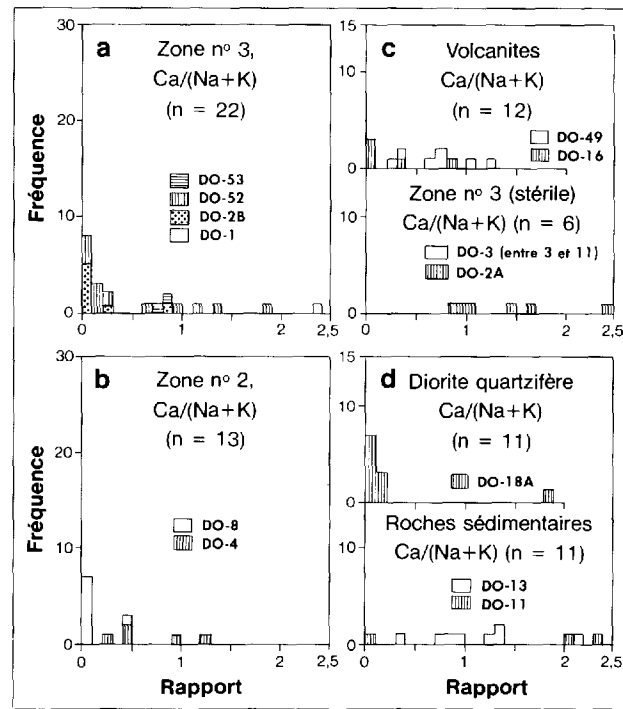 a
Zone nº 3,
Ca/(Na+K)
(n = 22)
DO-53
DO-52
DO-2B
DO-1
Fréquence
30
20
10
0
0
1
2
2,5
b
Zone nº 2,
Ca/(Na+K)
(n = 13)
DO-8
DO-4
Fréquence
30
20
10
0
0
1
2
2,5
Rapport
c
Volcanites
Ca/(Na+K)
(n = 12)
DO-49
DO-16
15
10
5
0
Zone nº 3 (stérile)
Ca/(Na+K) (n = 6)
DO-3 (entre 3 et 11)
DO-2A
10
0
0
1
2
2,5
d
Diorite quartzifère
Ca/(Na+K)
(n = 11)
DO-18A
15
10
5
0
Roches sédimentaires
Ca/(Na+K) (n = 11)
DO-13
DO-11
10
0
0
1
2
2,5
Rapport